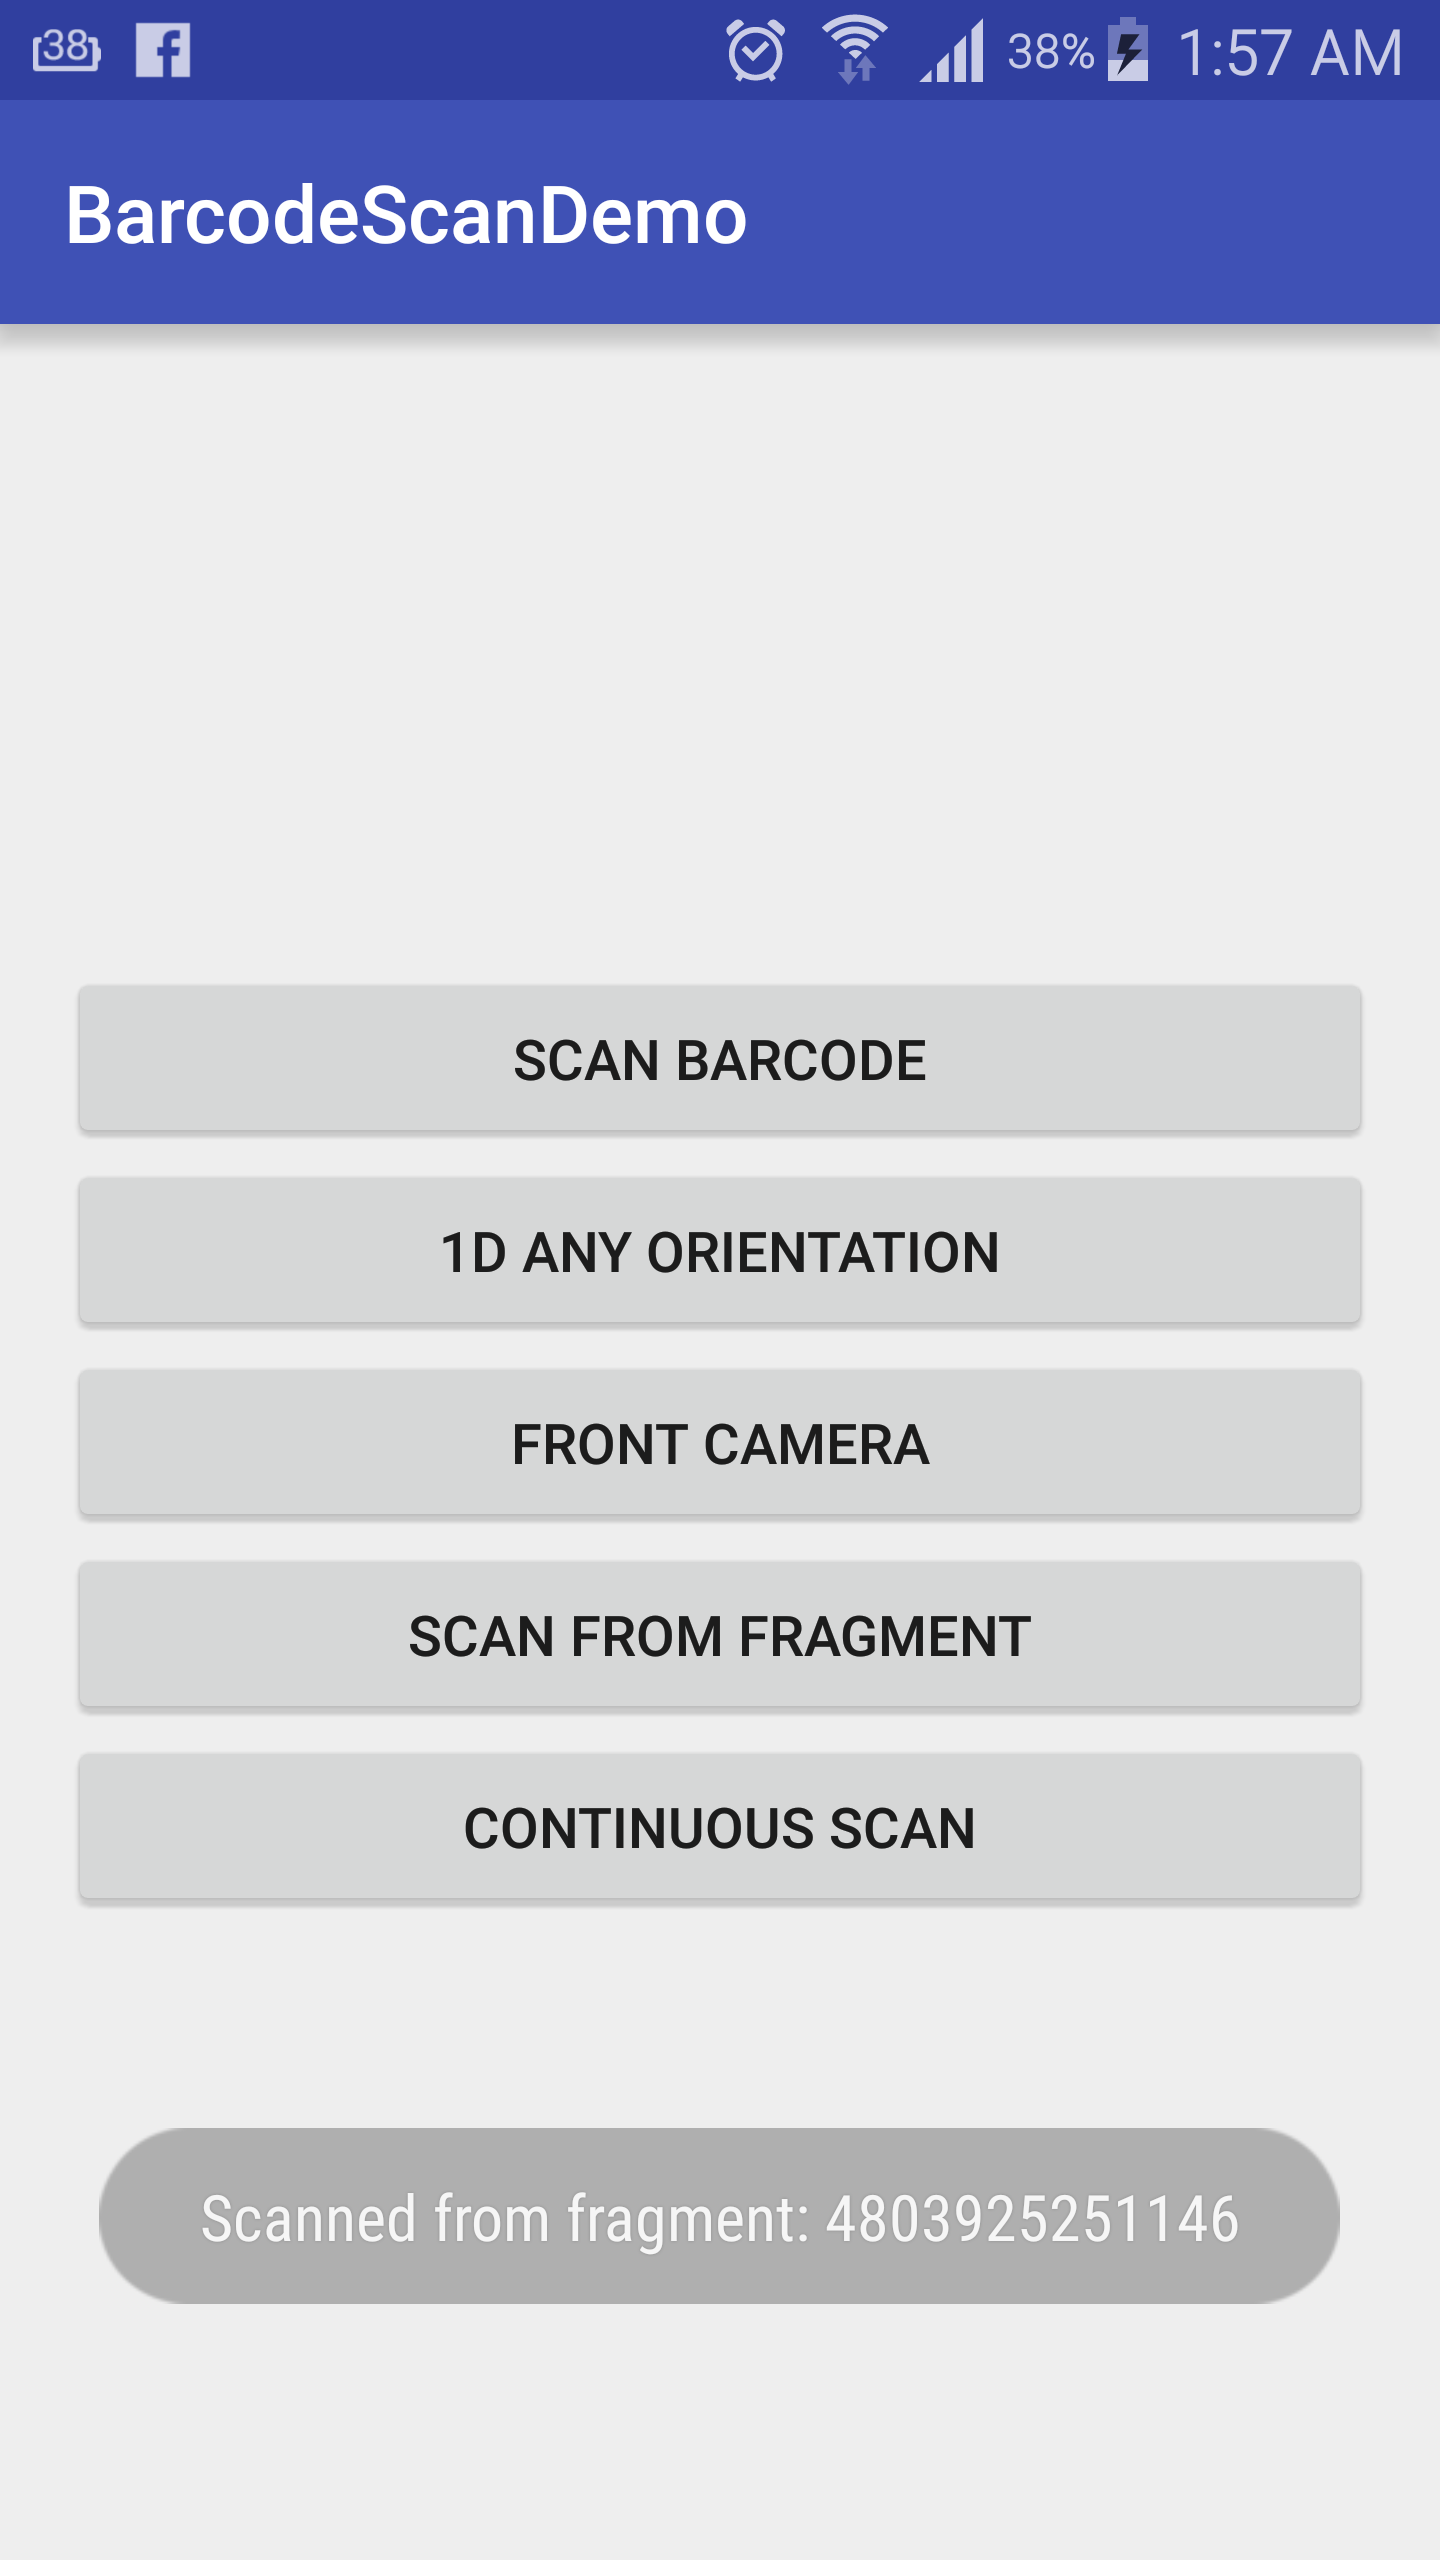 38 38% 1:57 AM
BarcodeScanDemo
SCAN BARCODE
1D ANY ORIENTATION
FRONT CAMERA
SCAN FROM FRAGMENT
CONTINUOUS SCAN
Scanned from fragment: 4803925251146